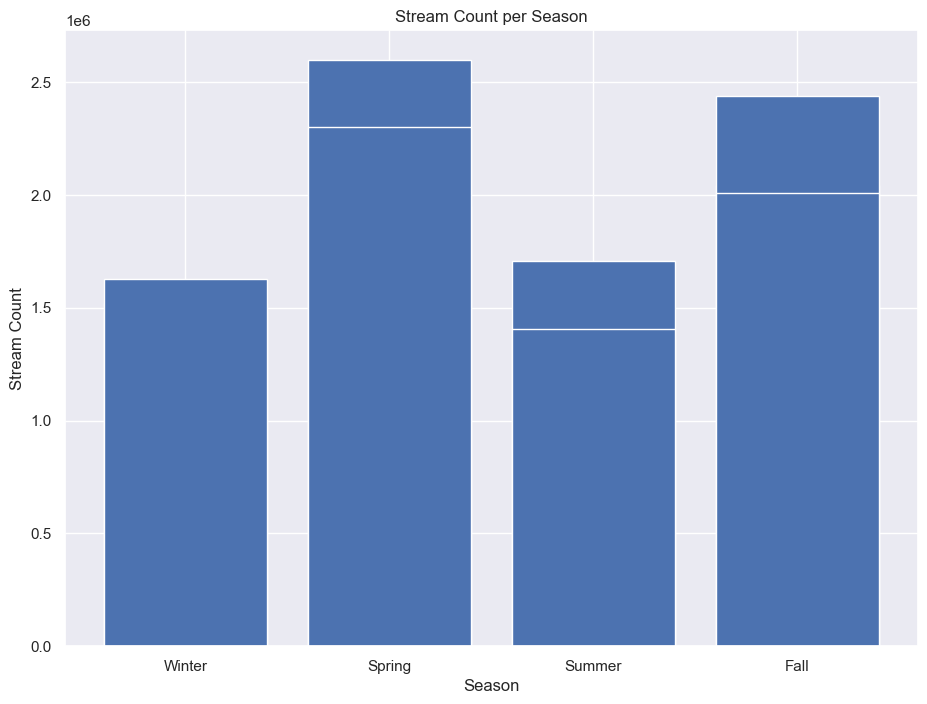 Stream Count per Season
1e6
2.5
2.0
1.5
1.0
0.5
0.0
Stream Count
Winter Spring Summer Fall
Season